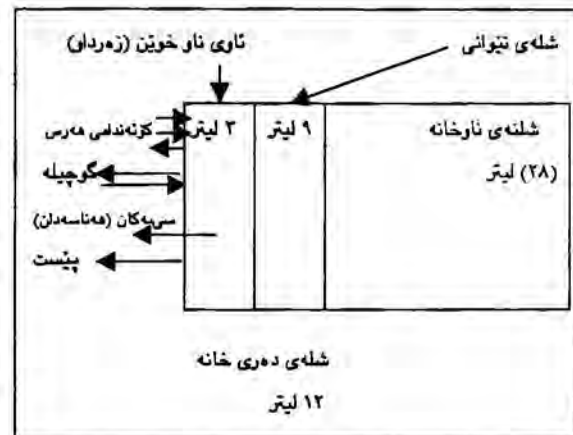 ئاوی ناو خوێن (زەرداو)
شلەی نێوانی
٣ لیتر
٩ لیتر
شلەی ناوخانە
(٢٨) لیتر
کۆئەندامی هەرس
گورچیلە
سیەکان (هەناسەدان)
پێست
شلەی دەری خانە
١٢ لیتر